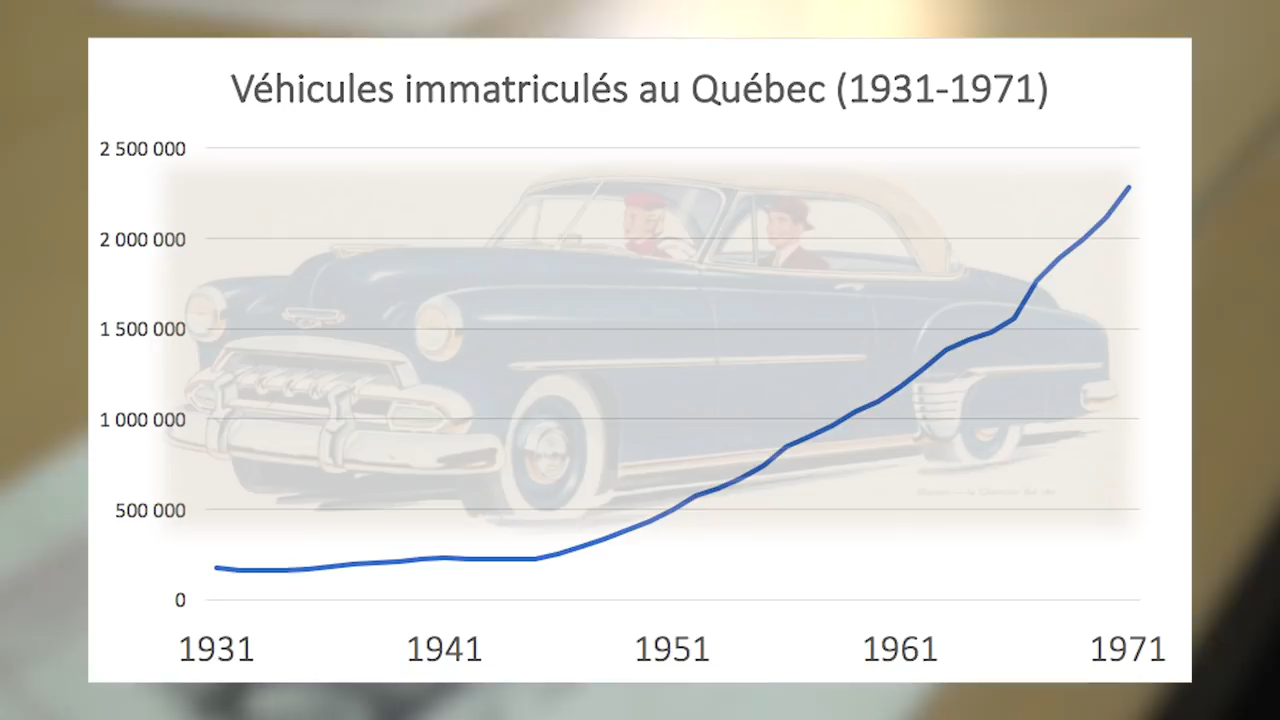 Véhicules immatriculés au Québec (1931-1971)
2 500 000
2 000 000
1 500 000
1 000 000
500 000
0
1931 1941 1951 1961 1971